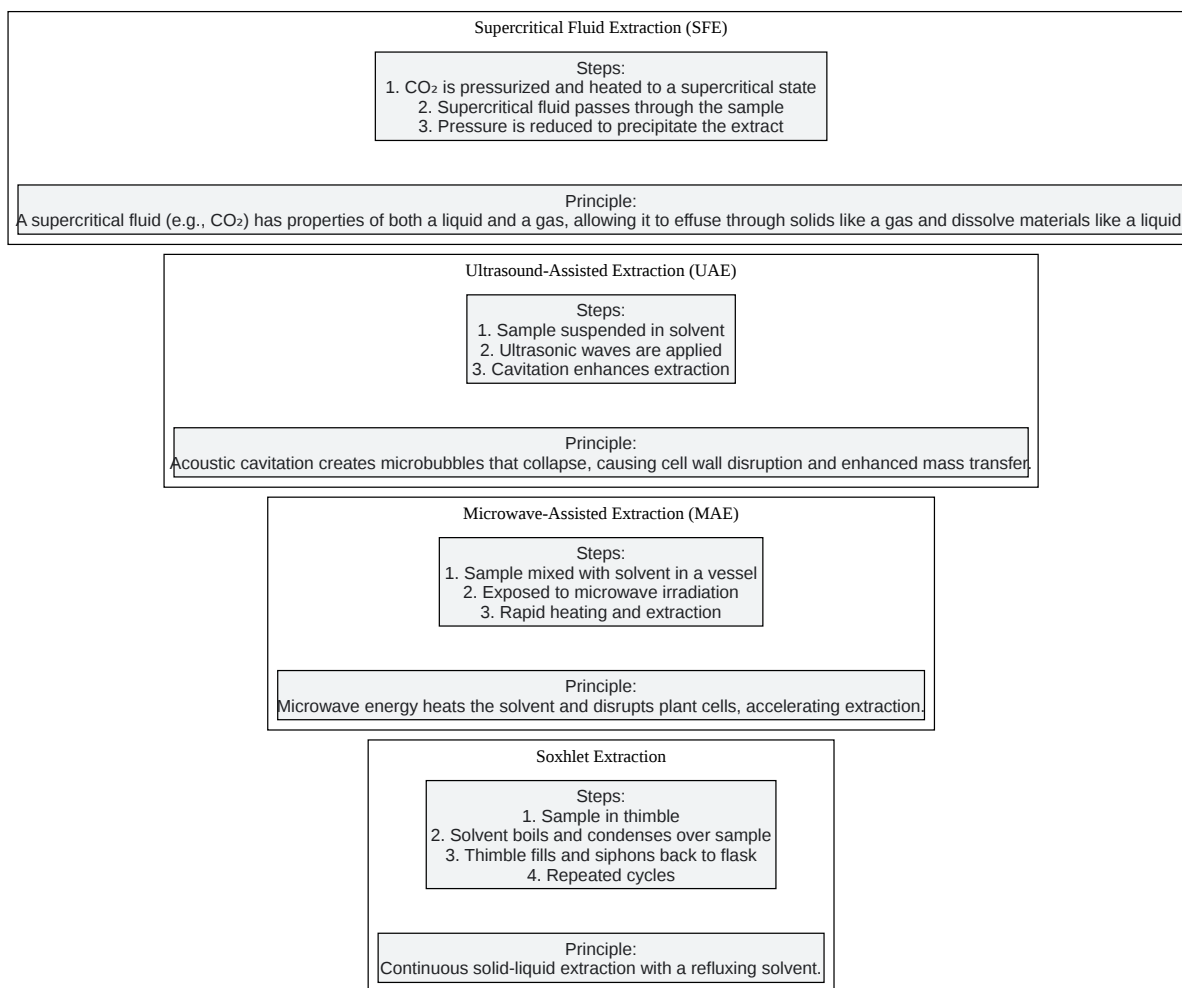 Supercritical Fluid Extraction (SFE)
Steps:
1. CO₂ is pressurized and heated to a supercritical state
2. Supercritical fluid passes through the sample
3. Pressure is reduced to precipitate the extract
Principle:
A supercritical fluid (e.g., CO₂) has properties of both a liquid and a gas, allowing it to effuse through solids like a gas and dissolve materials like a liquid.
Ultrasound-Assisted Extraction (UAE)
Steps:
1. Sample suspended in solvent
2. Ultrasonic waves are applied
3. Cavitation enhances extraction
Principle:
Acoustic cavitation creates microbubbles that collapse, causing cell wall disruption and enhanced mass transfer.
Microwave-Assisted Extraction (MAE)
Steps:
1. Sample mixed with solvent in a vessel
2. Exposed to microwave irradiation
3. Rapid heating and extraction
Principle:
Microwave energy heats the solvent and disrupts plant cells, accelerating extraction.
Soxhlet Extraction
Steps:
1. Sample in thimble
2. Solvent boils and condenses over sample
3. Thimble fills and siphons back to flask
4. Repeated cycles
Principle:
Continuous solid-liquid extraction with a refluxing solvent.